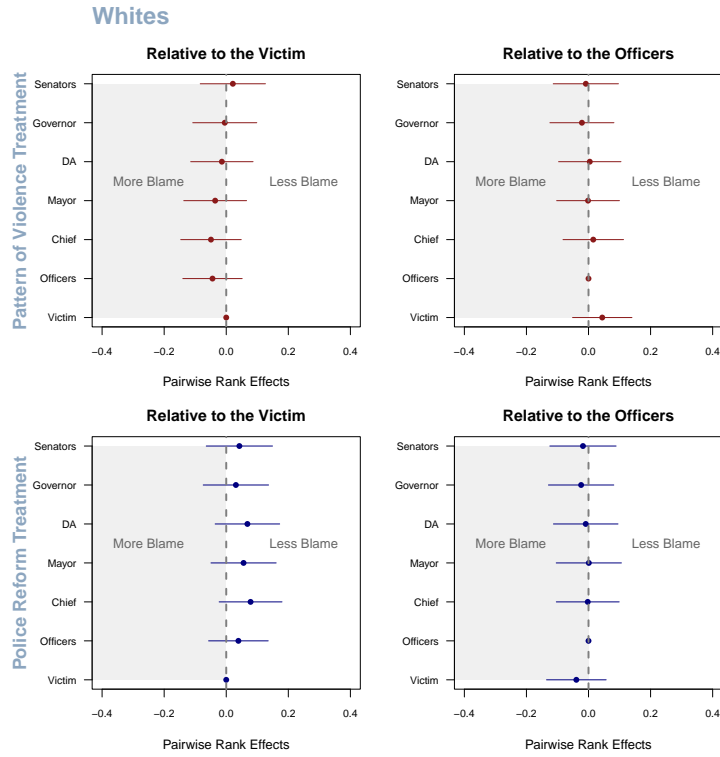 Whites
Relative to the Victim
Relative to the Officers
Pattern of Violence Treatment
Senators
Governor
DA
Mayor
Chief
Officers
Victim
More Blame
Less Blame
−0.4 −0.2 0.0 0.2 0.4
Pairwise Rank Effects
Senators
Governor
DA
Mayor
Chief
Officers
Victim
More Blame
Less Blame
−0.4 −0.2 0.0 0.2 0.4
Pairwise Rank Effects
Relative to the Victim
Relative to the Officers
Police Reform Treatment
Senators
Governor
DA
Mayor
Chief
Officers
Victim
More Blame
Less Blame
−0.4 −0.2 0.0 0.2 0.4
Pairwise Rank Effects
Senators
Governor
DA
Mayor
Chief
Officers
Victim
More Blame
Less Blame
−0.4 −0.2 0.0 0.2 0.4
Pairwise Rank Effects